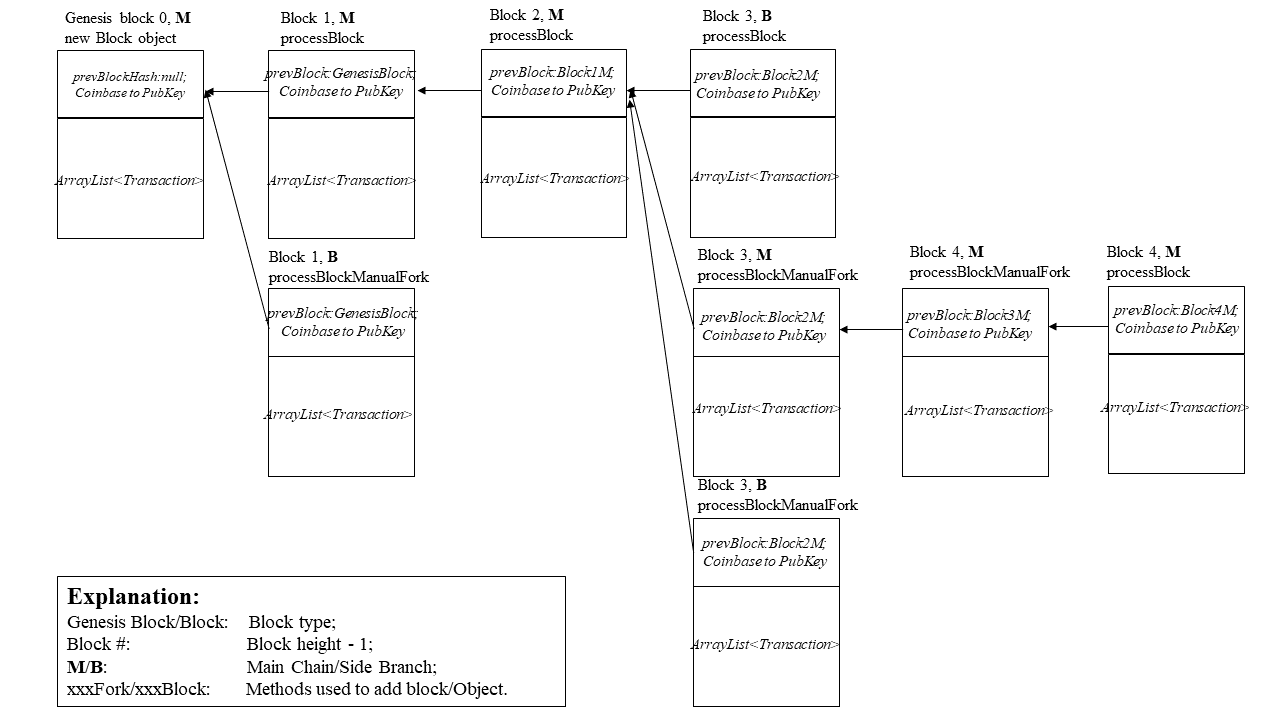 Genesis block 0, M
new Block object
prevBlockHash:null;
Coinbase to PubKey
ArrayList<Transaction>
Block 1, M
processBlock
prevBlock:GenesisBlock;
Coinbase to PubKey
ArrayList<Transaction>
Block 2, M
processBlock
prevBlock:Block1M;
Coinbase to PubKey
ArrayList<Transaction>
Block 3, B
processBlock
prevBlock:Block2M;
Coinbase to PubKey
ArrayList<Transaction>
Block 1, B
processBlockManualFork
prevBlock:GenesisBlock;
Coinbase to PubKey
ArrayList<Transaction>
Block 3, M
processBlockManualFork
prevBlock:Block2M;
Coinbase to PubKey
ArrayList<Transaction>
Block 4, M
processBlockManualFork
prevBlock:Block3M;
Coinbase to PubKey
ArrayList<Transaction>
Block 4, M
processBlock
prevBlock:Block4M;
Coinbase to PubKey
ArrayList<Transaction>
Block 3, B
processBlockManualFork
prevBlock:Block2M;
Coinbase to PubKey
ArrayList<Transaction>
Explanation:
Genesis Block/Block: Block type;
Block #: Block height - 1;
M/B: Main Chain/Side Branch;
xxxFork/xxxBlock: Methods used to add block/Object.